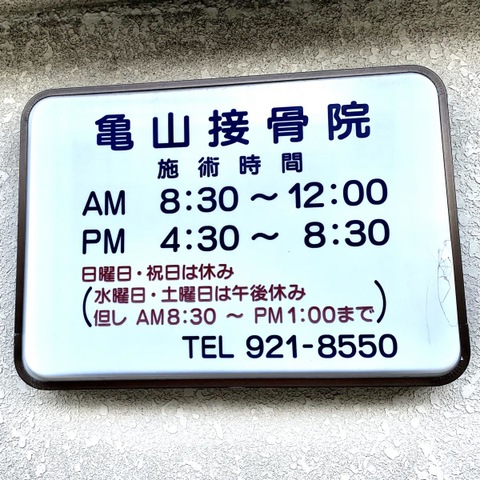 亀山接骨院
施術時間
AM 8:30～12:00
PM 4:30～ 8:30
日曜日・祝日は休み
(水曜日・土曜日は午後休み
但し AM8:30 ～ PM1:00まで)
TEL 921-8550